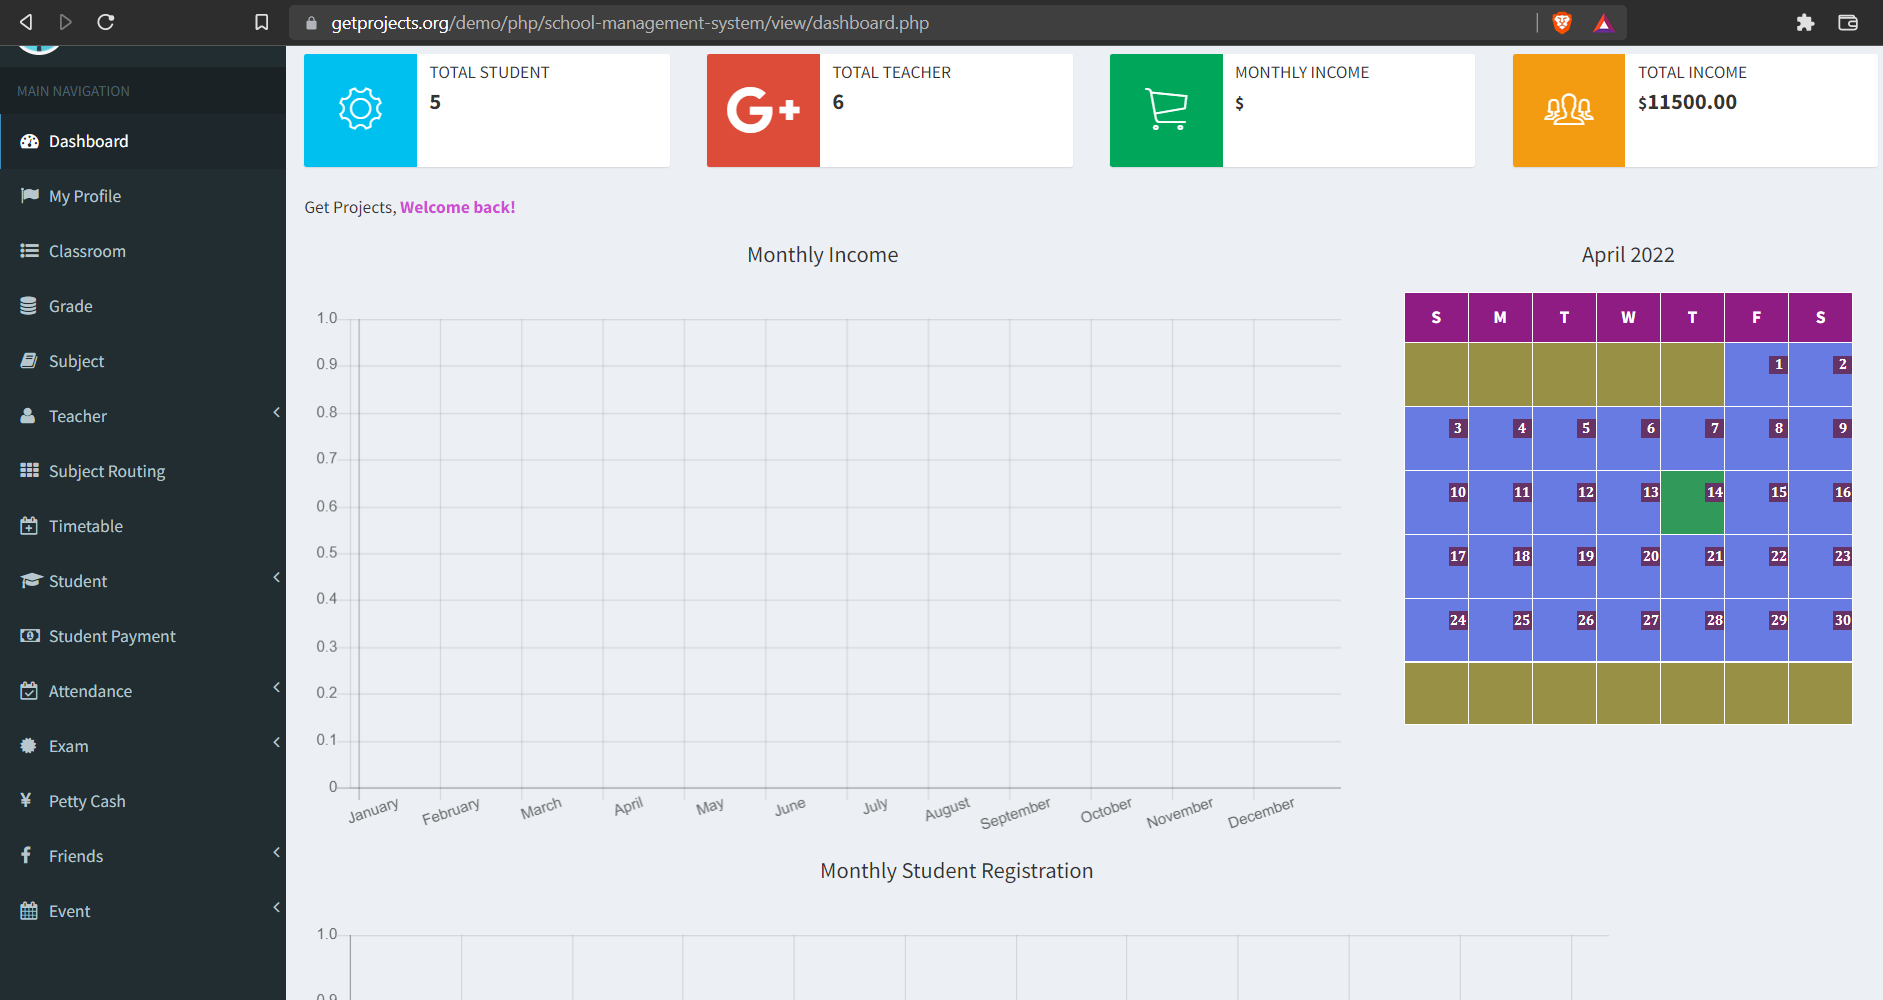 getprojects.org/demo/php/school-management-system/view/dashboard.php
MAIN NAVIGATION
Dashboard
My Profile
Classroom
Grade
Subject
Teacher
Subject Routing
Timetable
Student
Student Payment
Attendance
Exam
Petty Cash
Friends
Event
TOTAL STUDENT
5
G+
TOTAL TEACHER
6
MONTHLY INCOME
$
TOTAL INCOME
$11500.00
Get Projects, Welcome back!
Monthly Income
1.0
0.9
0.8
0.7
0.6
0.5
0.4
0.3
0.2
0.1
0
January February March April May June July August September October November December
April 2022
S M T W T F S
1 2
3 4 5 6 7 8 9
10 11 12 13 14 15 16
17 18 19 20 21 22 23
24 25 26 27 28 29 30
Monthly Student Registration
1.0
0.9